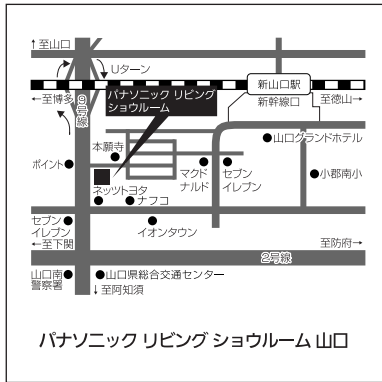 ↑至山口
Uターン
新山口駅
新幹線口
←至博多
パナソニック リビング
ショウルーム
至徳山→
9号線
山口グランドホテル
本願寺
ポイント
マクド
ナルド
セブン
イレブン
小郡南小
ネッツトヨタ
ナフコ
セブン
イレブン
イオンタウン
←至下関
至防府→
2号線
山口南
警察署
山口県総合交通センター
↓至阿知須
パナソニック リビング ショウルーム 山口